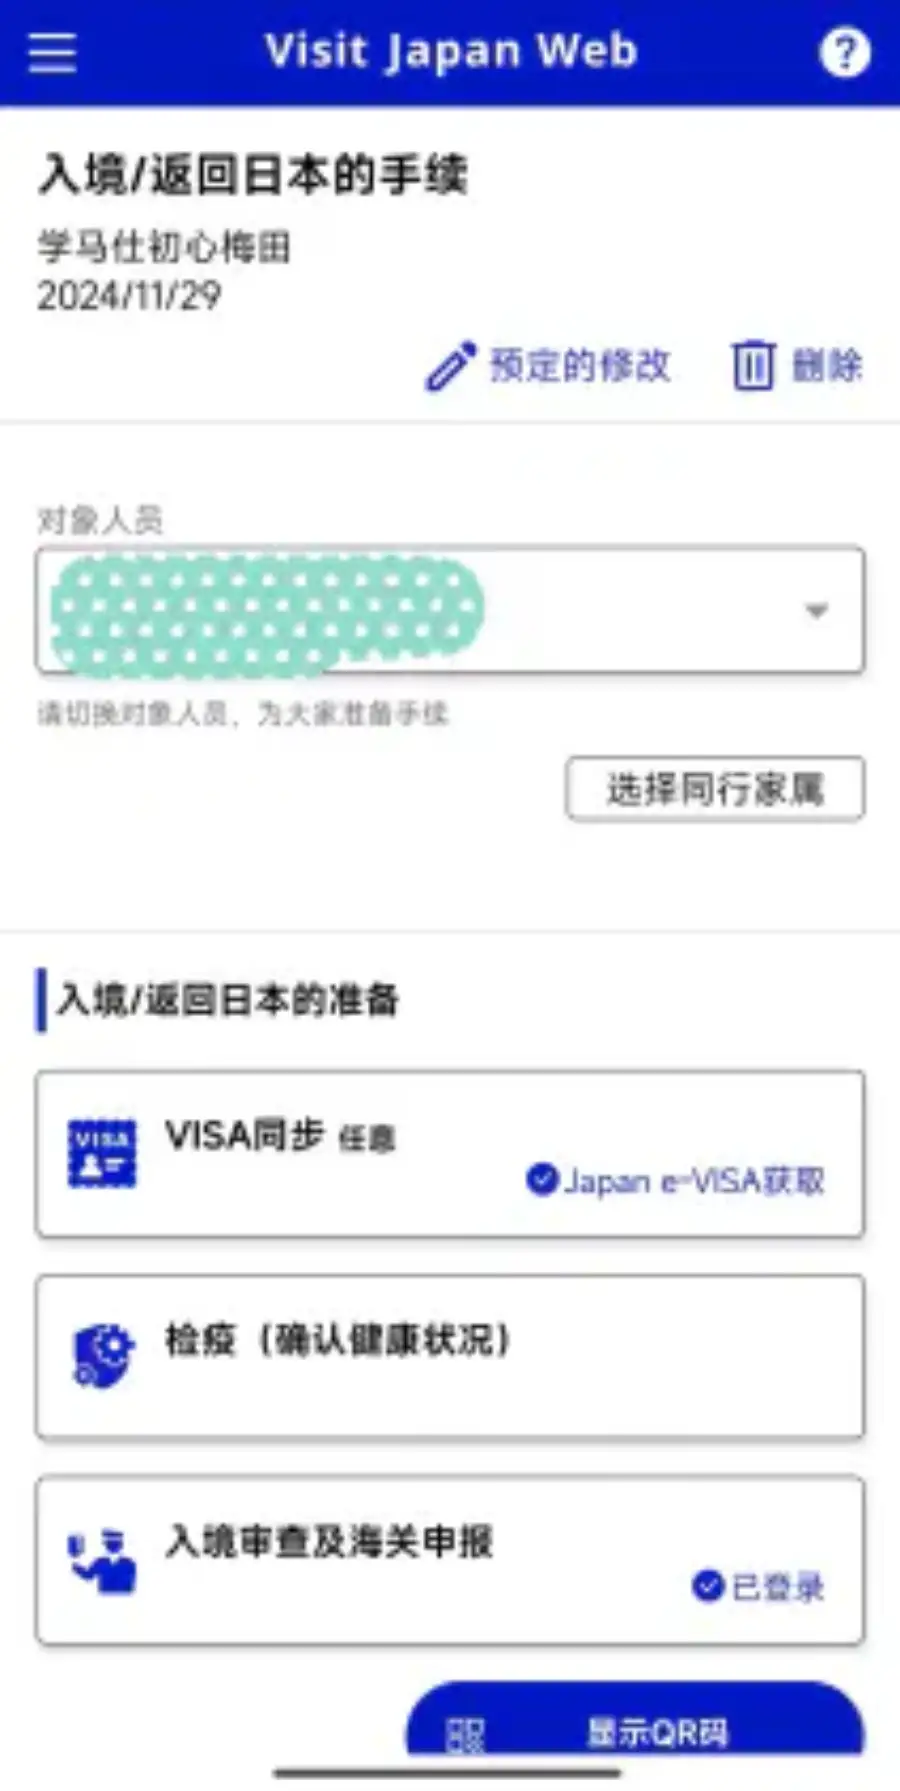 Visit Japan Web
入境/返回日本的手续
学马仕初心梅田
2024/11/29
预定的修改 删除
对象人员
请切换对象人员，为大家准备手续
选择同行家属
入境/返回日本的准备
VISA
VISA同步 任意
Japan e-VISA获取
检疫（确认健康状况）
入境审查及海关申报
已登录
显示QR码